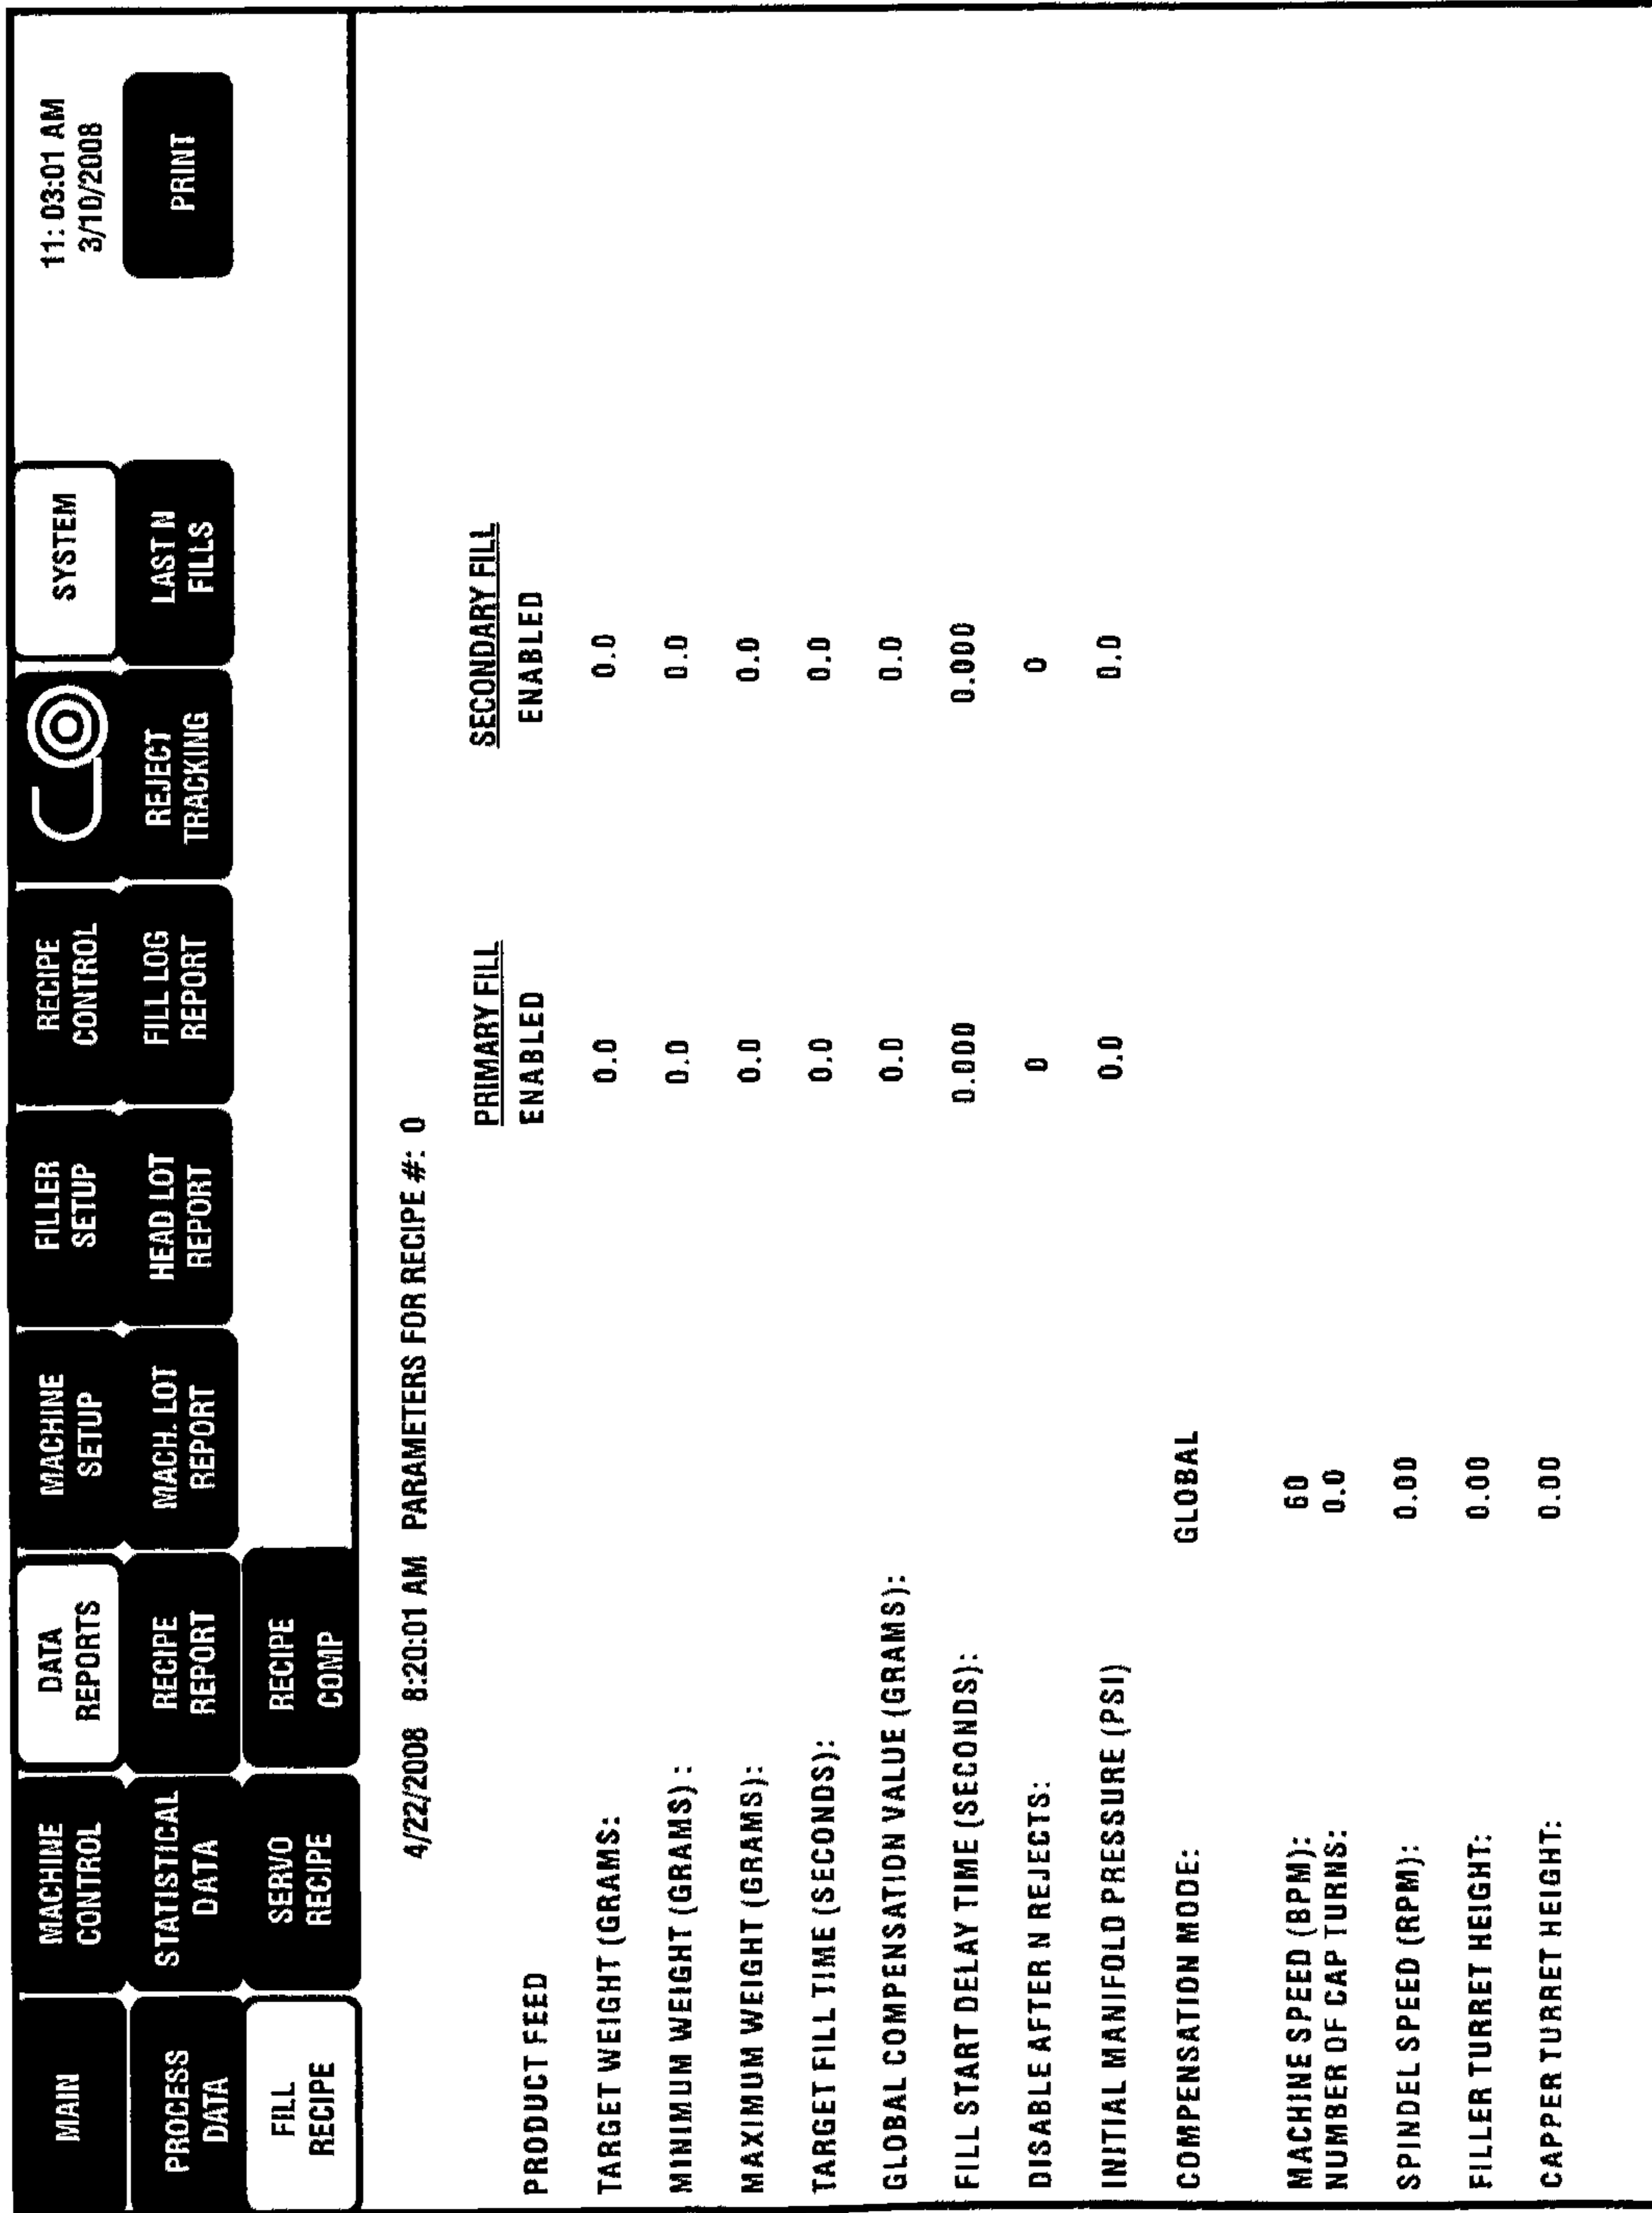 MAIN
MACHINE
CONTROL
DATA
REPORTS
MACHINE
SETUP
FILLER
SETUP
RECIPE
CONTROL
SYSTEM
11:03:01 AM
3/10/2008
PROCESS
DATA
STATISTICAL
DATA
RECIPE
REPORT
MACH. LOT
REPORT
HEAD LOT
REPORT
FILL LOG
REPORT
REJECT
TRACKING
LAST N
FILLS
PRINT
FILL
RECIPE
SERVO
RECIPE
RECIPE
COMP
4/22/2008 8:20:01 AM PARAMETERS FOR RECIPE #: 0
PRIMARY FILL SECONDARY FILL
PRODUCT FEED ENABLED ENABLED
TARGET WEIGHT (GRAMS: 0.0 0.0
MINIMUM WEIGHT (GRAMS) : 0.0 0.0
MAXIMUM WEIGHT (GRAMS): 0.0 0.0
TARGET FILL TIME (SECONDS): 0.0 0.0
GLOBAL COMPENSATION VALUE (GRAMS): 0.0 0.0
FILL START DELAY TIME (SECONDS): 0.000 0.000
DISABLE AFTER N REJECTS: 0 0
INITIAL MANIFOLD PRESSURE (PSI) 0.0 0.0
COMPENSATION MODE: GLOBAL
MACHINE SPEED (BPM): 60
NUMBER OF CAP TURNS: 0.0
SPINDEL SPEED (RPM): 0.00
FILLER TURRET HEIGHT: 0.00
CAPPER TURRET HEIGHT: 0.00